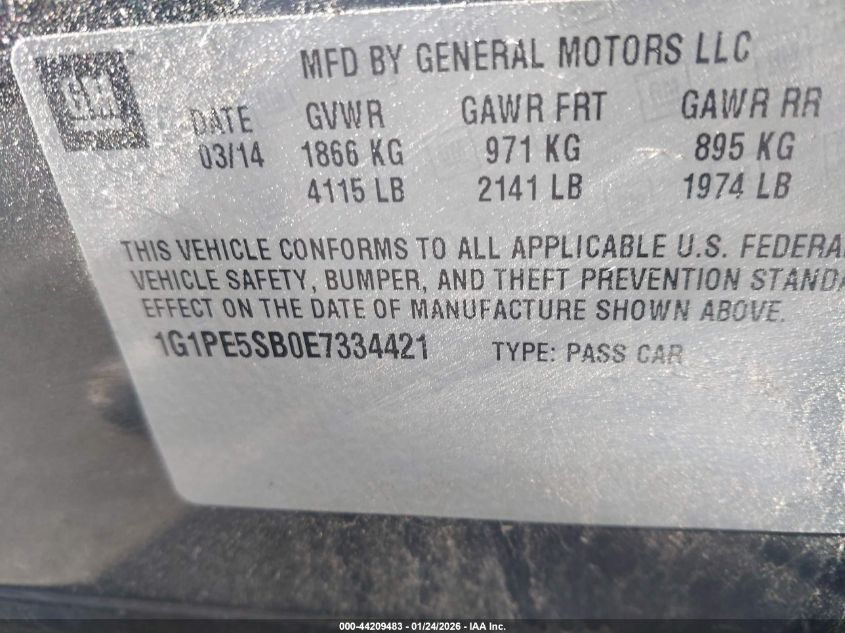 MFD BY GENERAL MOTORS LLC
GM
DATE GVWR GAWR FRT GAWR RR
03/14 1866 KG 971 KG 895 KG
4115 LB 2141 LB 1974 LB
THIS VEHICLE CONFORMS TO ALL APPLICABLE U.S. FEDERA
VEHICLE SAFETY, BUMPER, AND THEFT PREVENTION STANDA
EFFECT ON THE DATE OF MANUFACTURE SHOWN ABOVE.
1G1PE5SB0E7334421 TYPE: PASS CAR
000-44209483 - 01/24/2026 - IAA Inc.